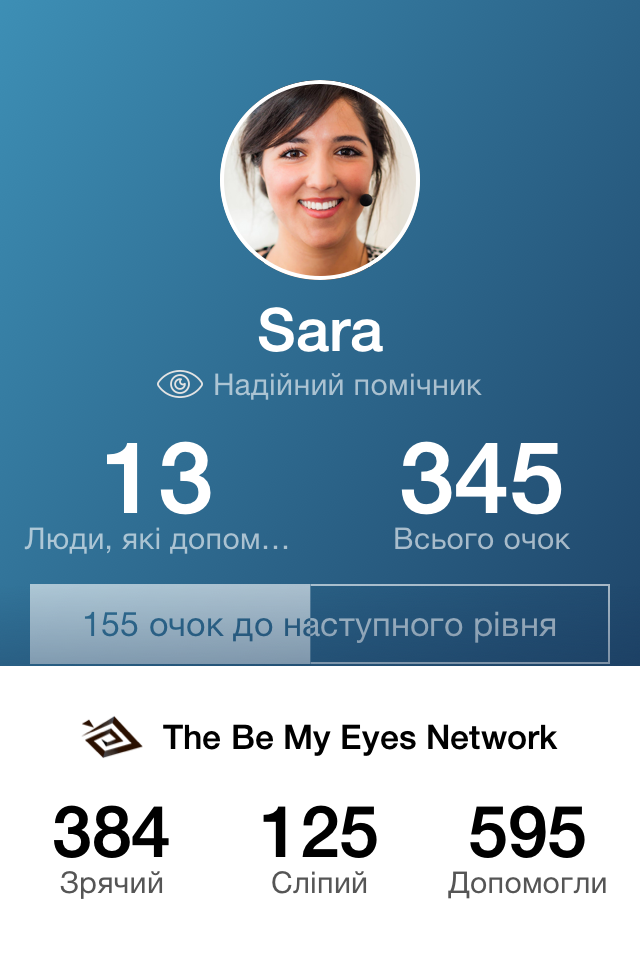 Sara
Надійний помічник
13 345
Люди, які допом… Всього очок
155 очок до наступного рівня
The Be My Eyes Network
384 125 595
Зрячий Сліпий Допомогли